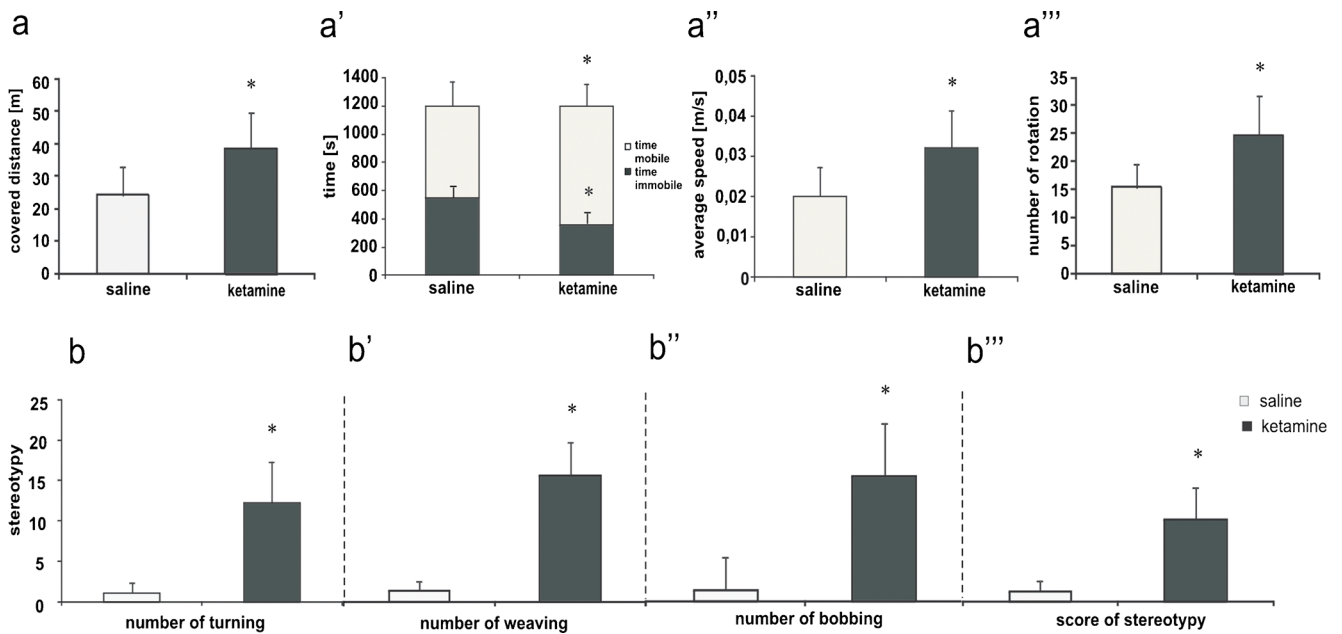 a
covered distance [m]
60
50
40
30
20
10
0
*
saline
ketamine
a’
time [s]
1400
1200
1000
800
600
400
200
0
*
*
time mobile
time immobile
saline
ketamine
a’’
average speed [m/s]
0,05
0,04
0,03
0,02
0,01
0
*
saline
ketamine
a’’’
number of rotation
35
30
25
20
15
10
5
0
*
saline
ketamine
b
stereotypy
25
20
15
10
5
0
*
number of turning
b’
*
number of weaving
b’’
*
number of bobbing
b’’’
*
score of stereotypy
saline
ketamine